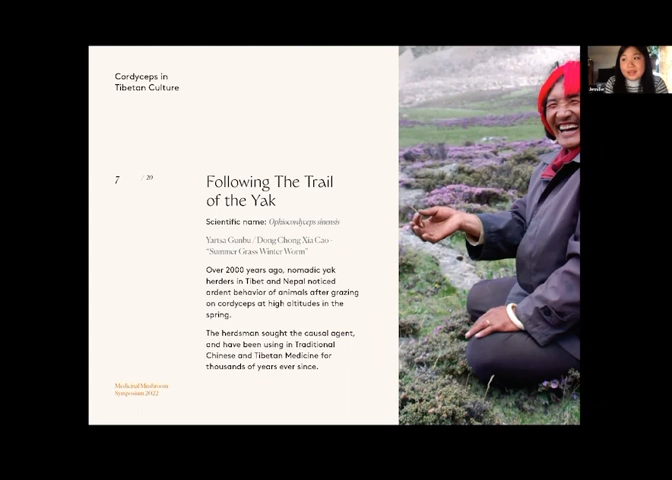 Cordyceps in
Tibetan Culture
7 / 29
Following The Trail
of the Yak
Scientific name: Ophiocordyceps sinensis
Yartsa Gunbu / Dong Chong Xia Cao -
"Summer Grass Winter Worm"
Over 2000 years ago, nomadic yak
herders in Tibet and Nepal noticed
ardent behavior of animals after grazing
on cordyceps at high altitudes in the
spring.
The herdsman sought the causal agent,
and have been using in Traditional
Chinese and Tibetan Medicine for
thousands of years ever since.
Medicinal Mushroom
Symposium 2022
Jennifer